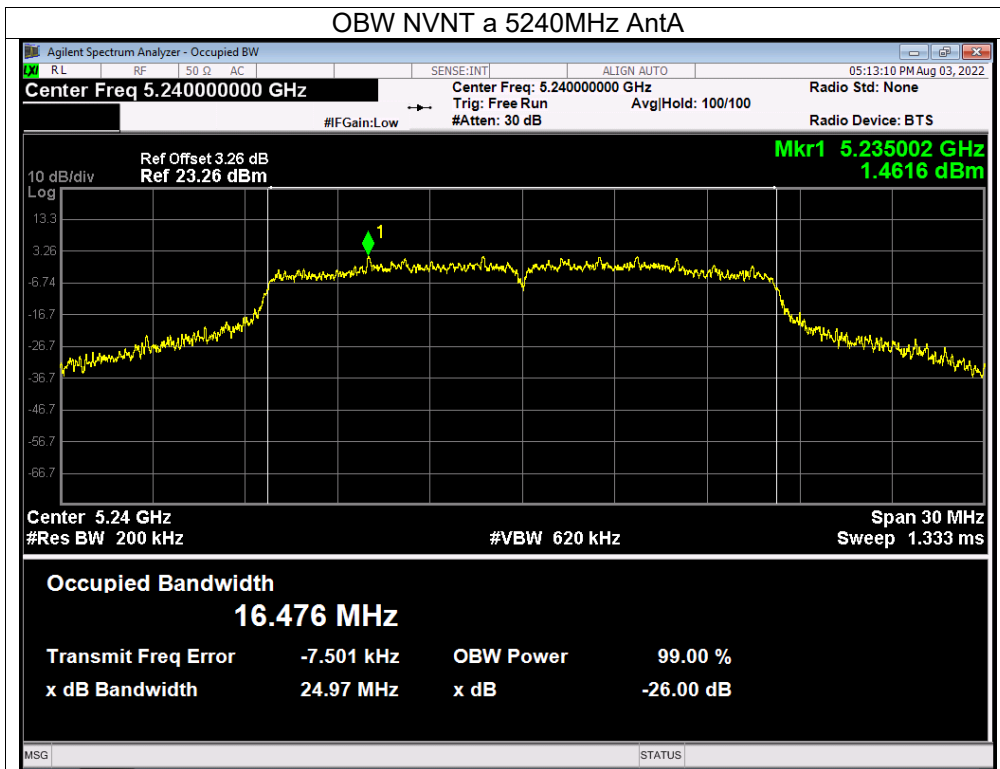 OBW NVNT a 5240MHz AntA
Agilent Spectrum Analyzer - Occupied BW
LXI RL RF 50 Ω AC SENSE:INT ALIGN AUTO 05:13:10 PM Aug 03, 2022
Center Freq 5.240000000 GHz Center Freq: 5.240000000 GHz Radio Std: None
Trig: Free Run Avg|Hold: 100/100
#IFGain:Low #Atten: 30 dB Radio Device: BTS
Mkr1 5.235002 GHz
1.4616 dBm
Ref Offset 3.26 dB
10 dB/div Ref 23.26 dBm
Log
13.3
3.26
-6.74
-16.7
-26.7
-36.7
-46.7
-56.7
-66.7
1
Center 5.24 GHz Span 30 MHz
#Res BW 200 kHz #VBW 620 kHz Sweep 1.333 ms
Occupied Bandwidth
16.476 MHz
Transmit Freq Error -7.501 kHz OBW Power 99.00 %
x dB Bandwidth 24.97 MHz x dB -26.00 dB
MSG STATUS